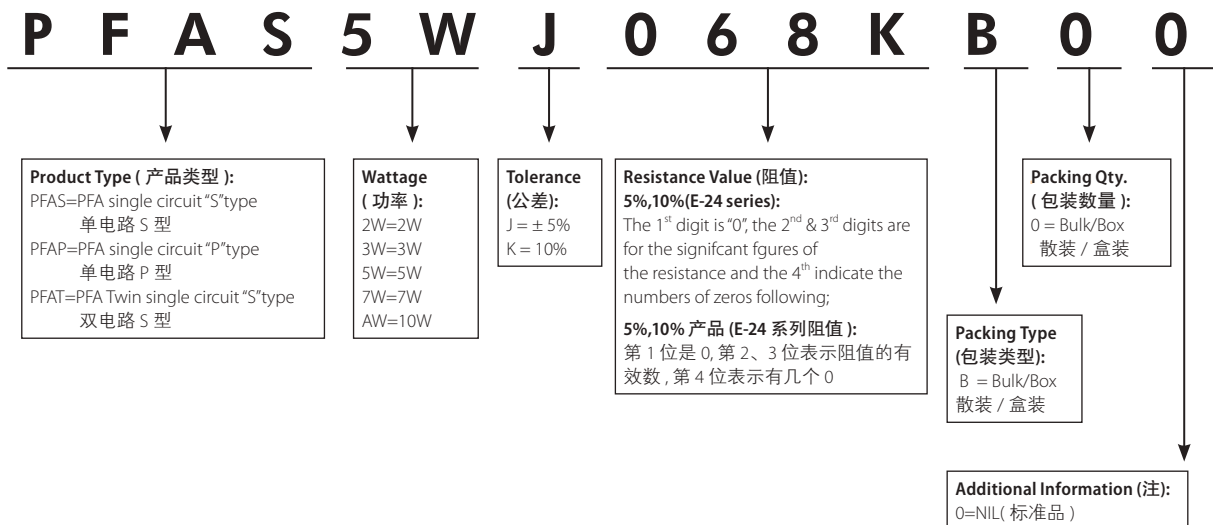 P F A S 5 W J 0 6 8 K B 0 0
Product Type ( 产品类型 ):
PFAS=PFA single circuit “S”type
单电路 S 型
PFAP=PFA single circuit “P”type
单电路 P 型
PFAT=PFA Twin single circuit “S”type
双电路 S 型
Wattage
( 功率 ):
2W=2W
3W=3W
5W=5W
7W=7W
AW=10W
Tolerance
(公差):
J = ± 5%
K = 10%
Resistance Value (阻值):
5%,10%(E-24 series):
The 1st digit is “0”, the 2nd & 3rd digits are
for the signifcant fgures of
the resistance and the 4th indicate the
numbers of zeros following;
5%,10% 产品 (E-24 系列阻值 ):
第 1 位是 0, 第 2、3 位表示阻值的有
效数 , 第 4 位表示有几个 0
Packing Type
(包装类型):
B = Bulk/Box
散装 / 盒装
Packing Qty.
( 包装数量 ):
0 = Bulk/Box
散装 / 盒装
Additional Information (注):
0=NIL( 标准品 )